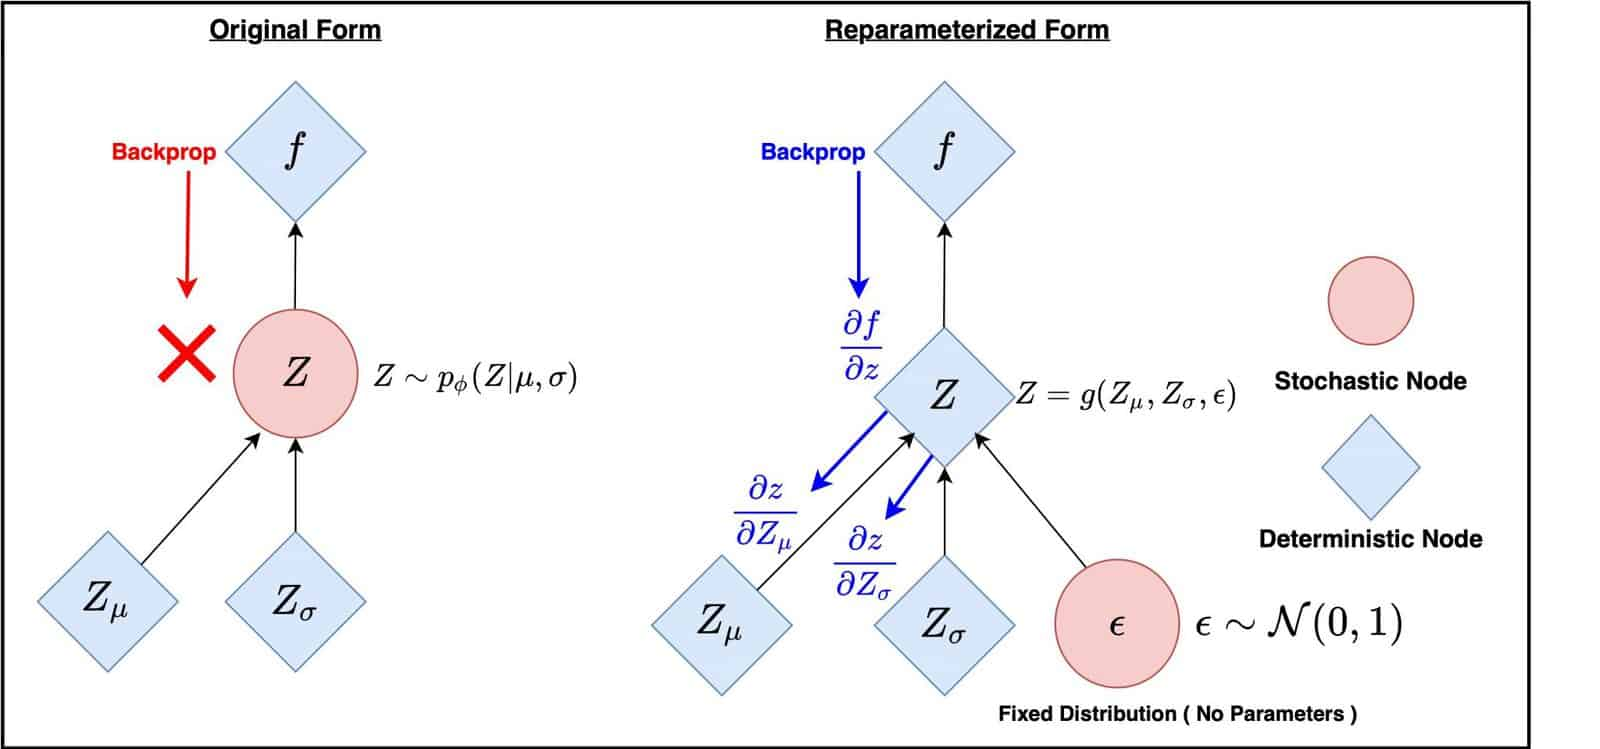 Original Form
Backprop
f
Z
Z ∼ p_ϕ(Z|μ, σ)
Z_μ
Z_σ
Reparameterized Form
Backprop
f
∂f/∂z
Z
Z = g(Z_μ, Z_σ, ϵ)
∂z/∂Z_μ
∂z/∂Z_σ
Z_μ
Z_σ
ϵ
ϵ ∼ 𝒩(0, 1)
Fixed Distribution ( No Parameters )
Stochastic Node
Deterministic Node